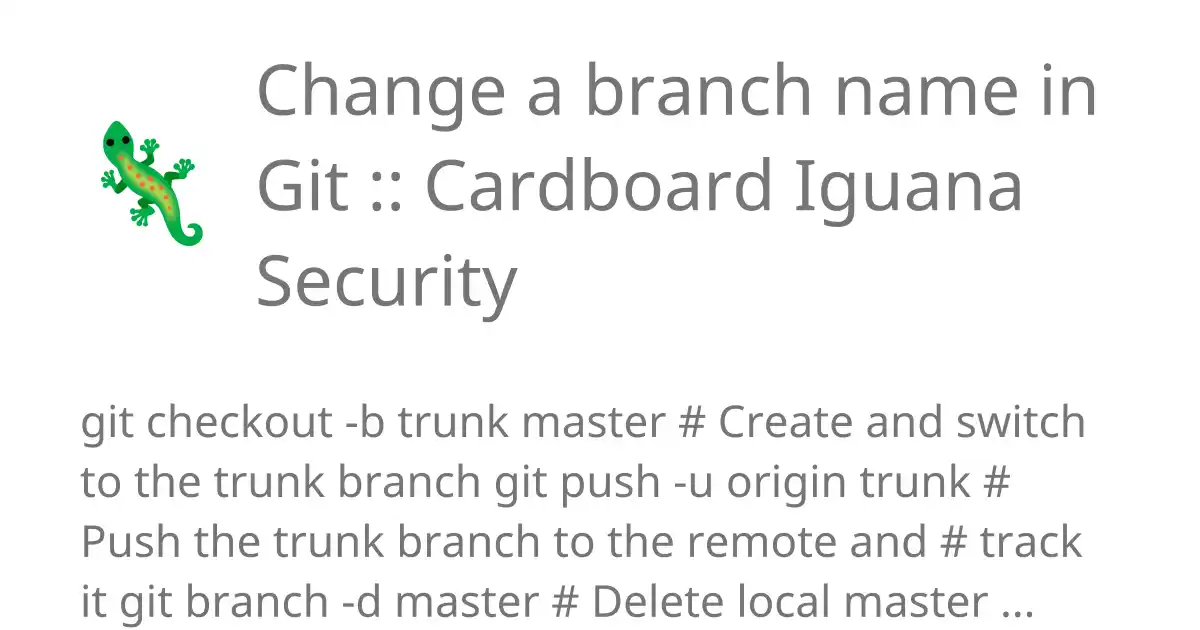 Change a branch name in
Git :: Cardboard Iguana
Security
git checkout -b trunk master # Create and switch
to the trunk branch git push -u origin trunk #
Push the trunk branch to the remote and # track
it git branch -d master # Delete local master ...